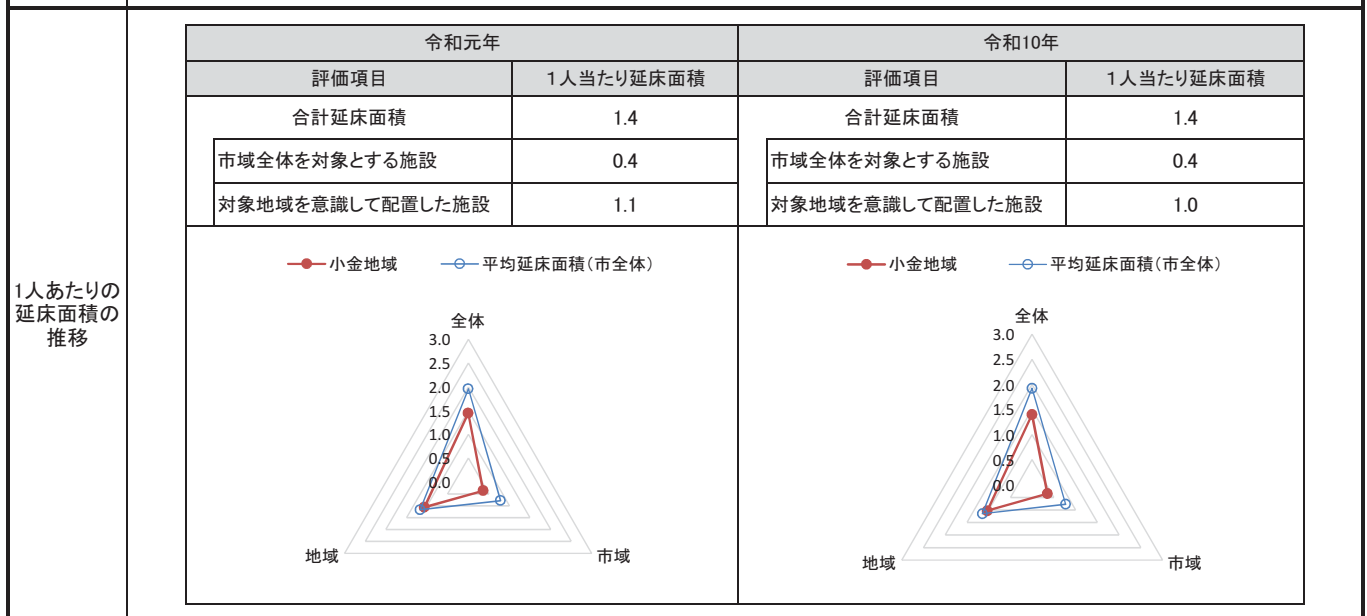 令和元年
令和10年
評価項目
1人当たり延床面積
評価項目
1人当たり延床面積
合計延床面積
1.4
合計延床面積
1.4
市域全体を対象とする施設
0.4
市域全体を対象とする施設
0.4
対象地域を意識して配置した施設
1.1
対象地域を意識して配置した施設
1.0
1人あたりの
延床面積の
推移
小金地域
平均延床面積(市全体)
全体
3.0
2.5
2.0
1.5
1.0
0.5
0.0
地域
市域
小金地域
平均延床面積(市全体)
全体
3.0
2.5
2.0
1.5
1.0
0.5
0.0
地域
市域